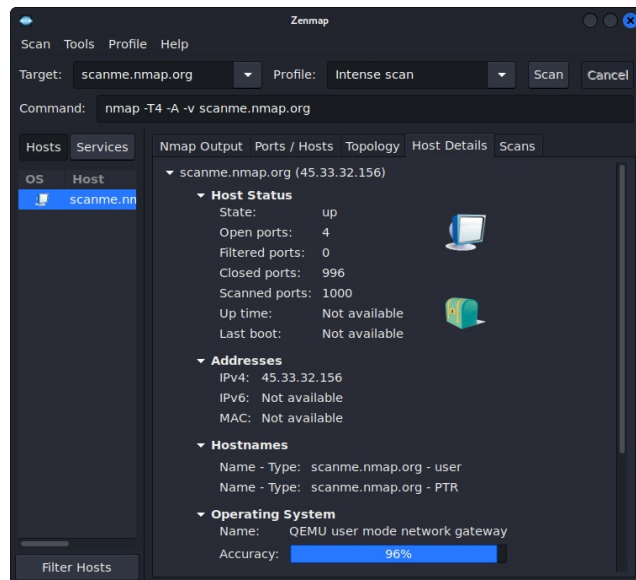 Zenmap
Scan Tools Profile Help
Target: scanme.nmap.org Profile: Intense scan Scan Cancel
Command: nmap -T4 -A -v scanme.nmap.org
Hosts Services Nmap Output Ports / Hosts Topology Host Details Scans
OS Host
scanme.nn
scanme.nmap.org (45.33.32.156)
Host Status
State: up
Open ports: 4
Filtered ports: 0
Closed ports: 996
Scanned ports: 1000
Up time: Not available
Last boot: Not available
Addresses
IPv4: 45.33.32.156
IPv6: Not available
MAC: Not available
Hostnames
Name - Type: scanme.nmap.org - user
Name - Type: scanme.nmap.org - PTR
Operating System
Name: QEMU user mode network gateway
Accuracy: 96%
Filter Hosts